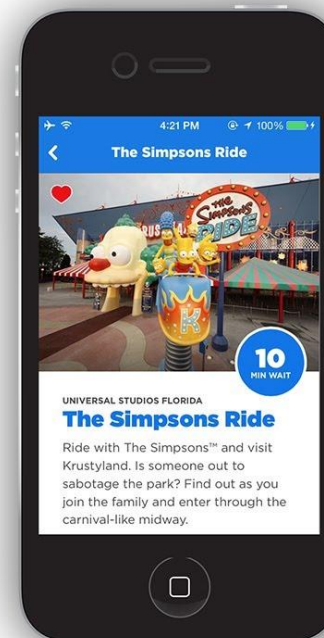 4:21 PM 100%
The Simpsons Ride
KRUS
THE
Simpsons
RIDE
K
10
MIN WAIT
UNIVERSAL STUDIOS FLORIDA
The Simpsons Ride
Ride with The Simpsons™ and visit
Krustyland. Is someone out to
sabotage the park? Find out as you
join the family and enter through the
carnival-like midway.